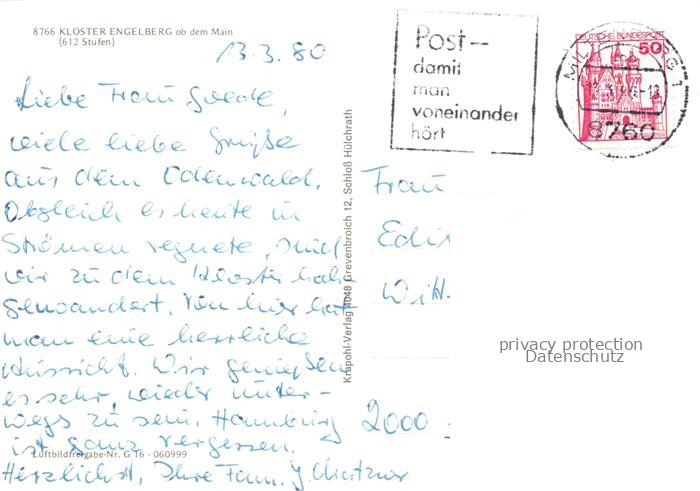 8766 KLOSTER ENGELBERG ob dem Main
(612 Stufen)
13.3.80
Liebe Frau Goede,
viele liebe Grüße
aus dem Odenwald.
Obgleich es heute in
Strömen regnete, sind
wir zu dem Kloster hoch
gewandert. Von hier hat
man eine herrliche
Aussicht. Wir genießen
es sehr, wieder unter-
wegs zu sein. Hamburg
ist ganz vergessen.
Luftbildfreigabe-Nr. G 16 - 060999
Herzlichst, Ihre Fam.
Krapohl-Verlag 4048 Grevenbroich 12, Schloß Hülchrath
Post-
damit
man
voneinander
hört
DEUTSCHE BUNDESPOST
50
8760
Frau
Edit
Witt.
2000
privacy protection
Datenschutz